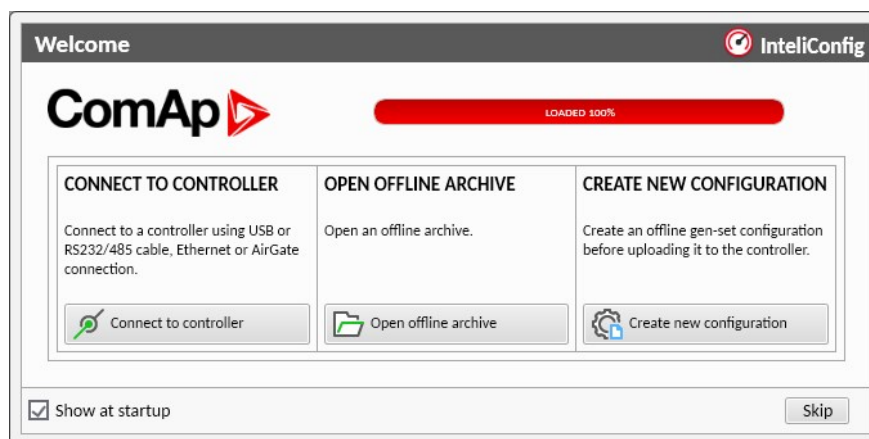 Welcome
InteliConfig
ComAp
LOADED 100%
CONNECT TO CONTROLLER
Connect to a controller using USB or
RS232/485 cable, Ethernet or AirGate
connection.
Connect to controller
OPEN OFFLINE ARCHIVE
Open an offline archive.
Open offline archive
CREATE NEW CONFIGURATION
Create an offline gen-set configuration
before uploading it to the controller.
Create new configuration
Show at startup
Skip